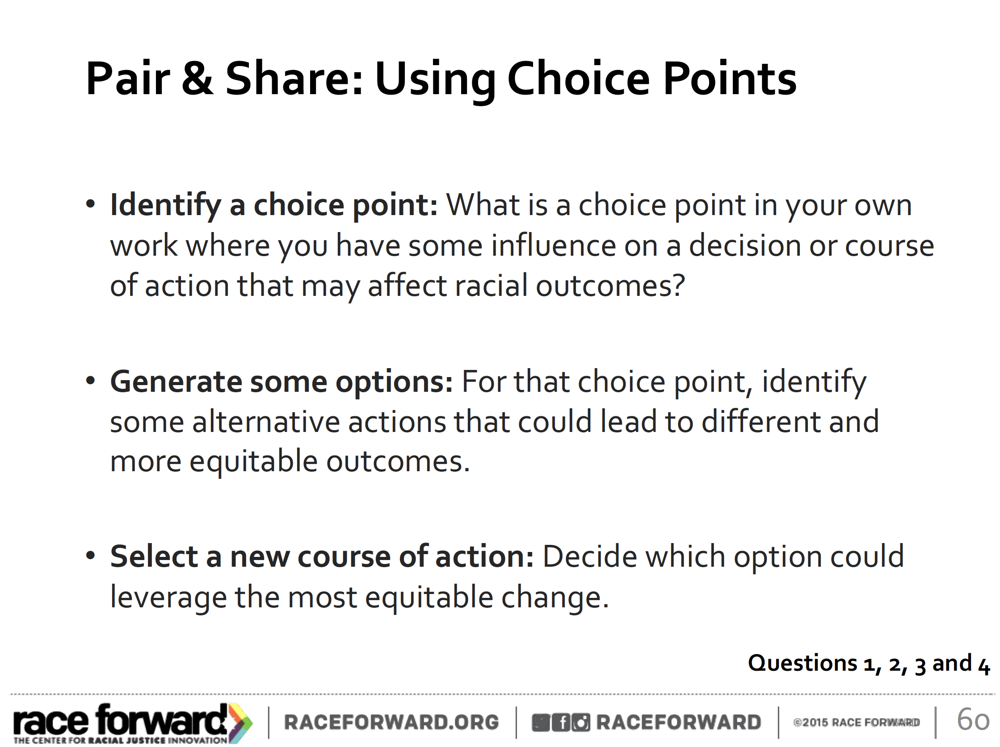 Pair & Share: Using Choice Points
• Identify a choice point: What is a choice point in your own
work where you have some influence on a decision or course
of action that may affect racial outcomes?
• Generate some options: For that choice point, identify
some alternative actions that could lead to different and
more equitable outcomes.
• Select a new course of action: Decide which option could
leverage the most equitable change.
Questions 1, 2, 3 and 4
race forward
THE CENTER FOR RACIAL JUSTICE INNOVATION
RACEFORWARD.ORG
RACEFORWARD
©2015 RACE FORWARD
60